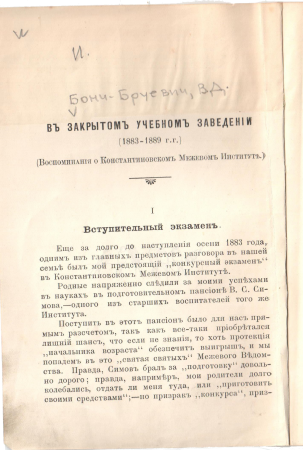 И.
Бонч-Бруевич, В.Д.
ВЪ ЗАКРЫТОМЪ УЧЕБНОМЪ ЗАВЕДЕНІИ
(1883-1889 г.г.)
(Воспоминанія о Константиновскомъ Межевомъ Институтѣ.)
I
Вступительный экзаменъ.
Еще за долго до наступленія осени 1883 года,
однимъ изъ главныхъ предметовъ разговора въ нашей
семьѣ былъ мой предстоящій „конкурсный экзаменъ“
въ Константиновскомъ Межевомъ Институтѣ.
Родные напряженно слѣдили за моими успѣхами
въ наукахъ въ подготовительномъ пансіонѣ В. С. Си-
мова,—одного изъ старшихъ воспитателей того же
Института.
Поступить въ этотъ пансіонъ было для насъ пря-
мымъ разсчетомъ, такъ какъ все-таки пріобрѣтался
лишній шансъ, что если не знанія, то хоть протекція
„начальника возраста“ обезпечитъ выигрышъ, и мы
попадемъ въ это „святая святыхъ“ Межевого Вѣдом-
ства. Правда, Симовъ бралъ за „подготовку“ доволь-
но дорого; правда, напримѣръ, мои родители долго
колебались, отдать ли меня туда, или „приготовить
своими средствами“;—но призракъ „конкурса“, приз-